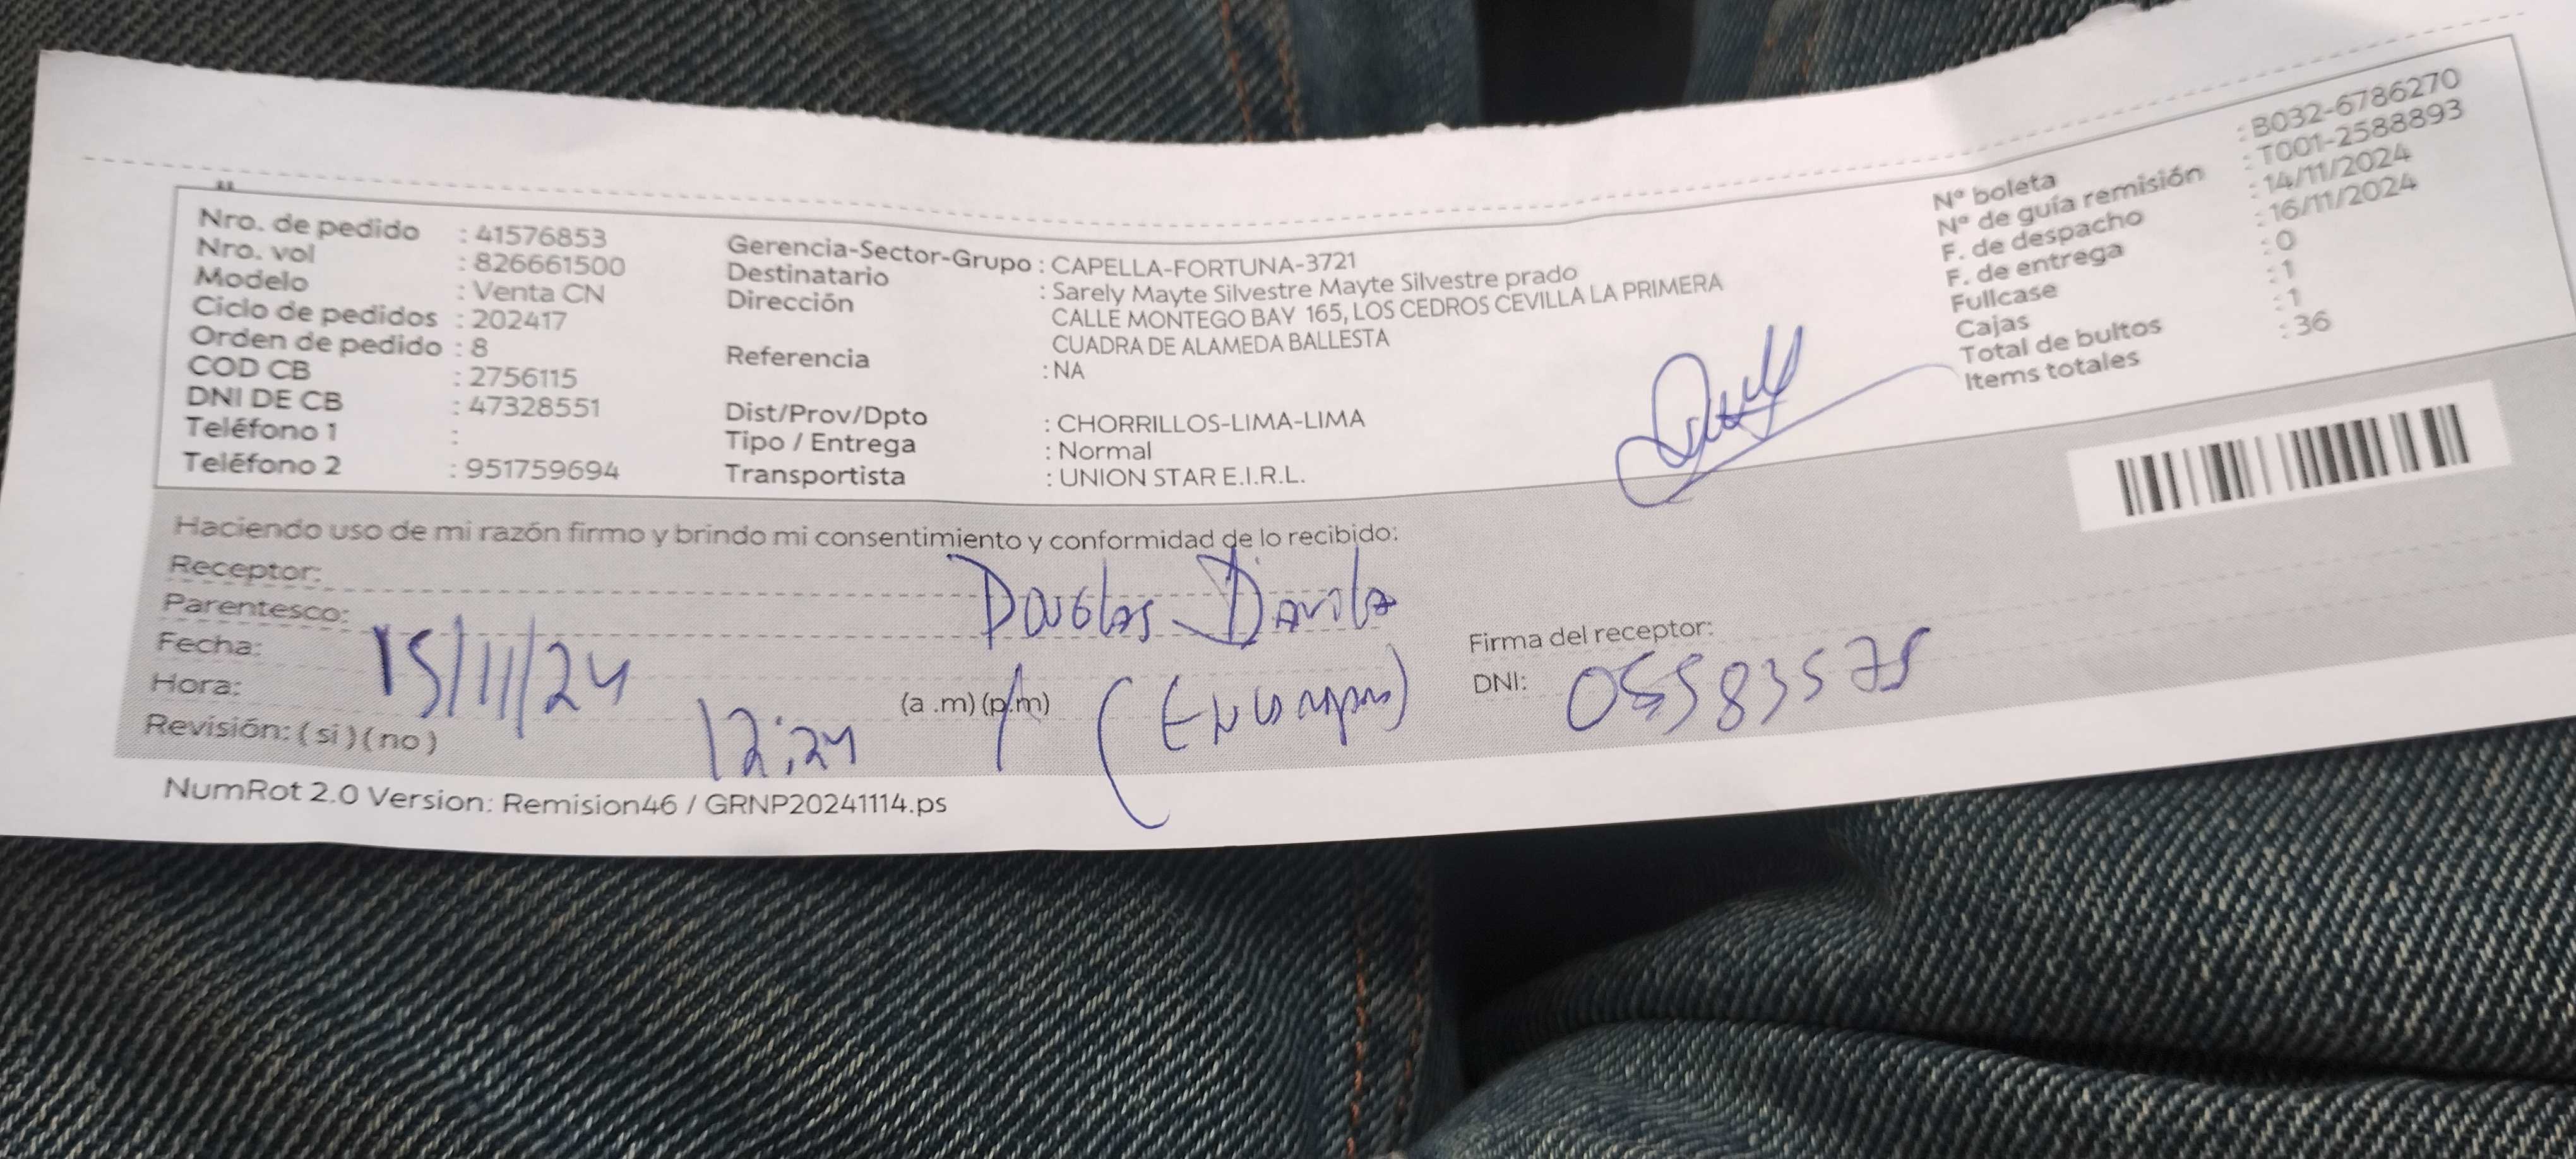 Nro. de pedido : 41576853
Nro. vol : 826661500
Modelo : Venta CN
Ciclo de pedidos : 202417
Orden de pedido : 8
COD CB : 2756115
DNI DE CB : 47328551
Teléfono 1 :
Teléfono 2 : 951759694
Gerencia-Sector-Grupo : CAPELLA-FORTUNA-3721
Destinatario : Sarely Mayte Silvestre Mayte Silvestre prado
Dirección CALLE MONTEGO BAY 165, LOS CEDROS CEVILLA LA PRIMERA
CUADRA DE ALAMEDA BALLESTA
Referencia : NA
Dist/Prov/Dpto : CHORRILLOS-LIMA-LIMA
Tipo / Entrega : Normal
Transportista : UNION STAR E.I.R.L.
N° boleta : B032-6786270
N° de guía remisión : T001-2588893
F. de despacho : 14/11/2024
F. de entrega : 16/11/2024
Fullcase : 0
Cajas : 1
Total de bultos : 1
Items totales : 36
Haciendo uso de mi razón firmo y brindo mi consentimiento y conformidad de lo recibido:
Receptor: Douglas Davila
Parentesco:
Fecha: 15/11/24
Hora: 12:24 (a .m) (p.m)
Revisión: ( si ) ( no )
Firma del receptor:
DNI: 05583575
NumRot 2.0 Version: Remision46 / GRNP20241114.ps